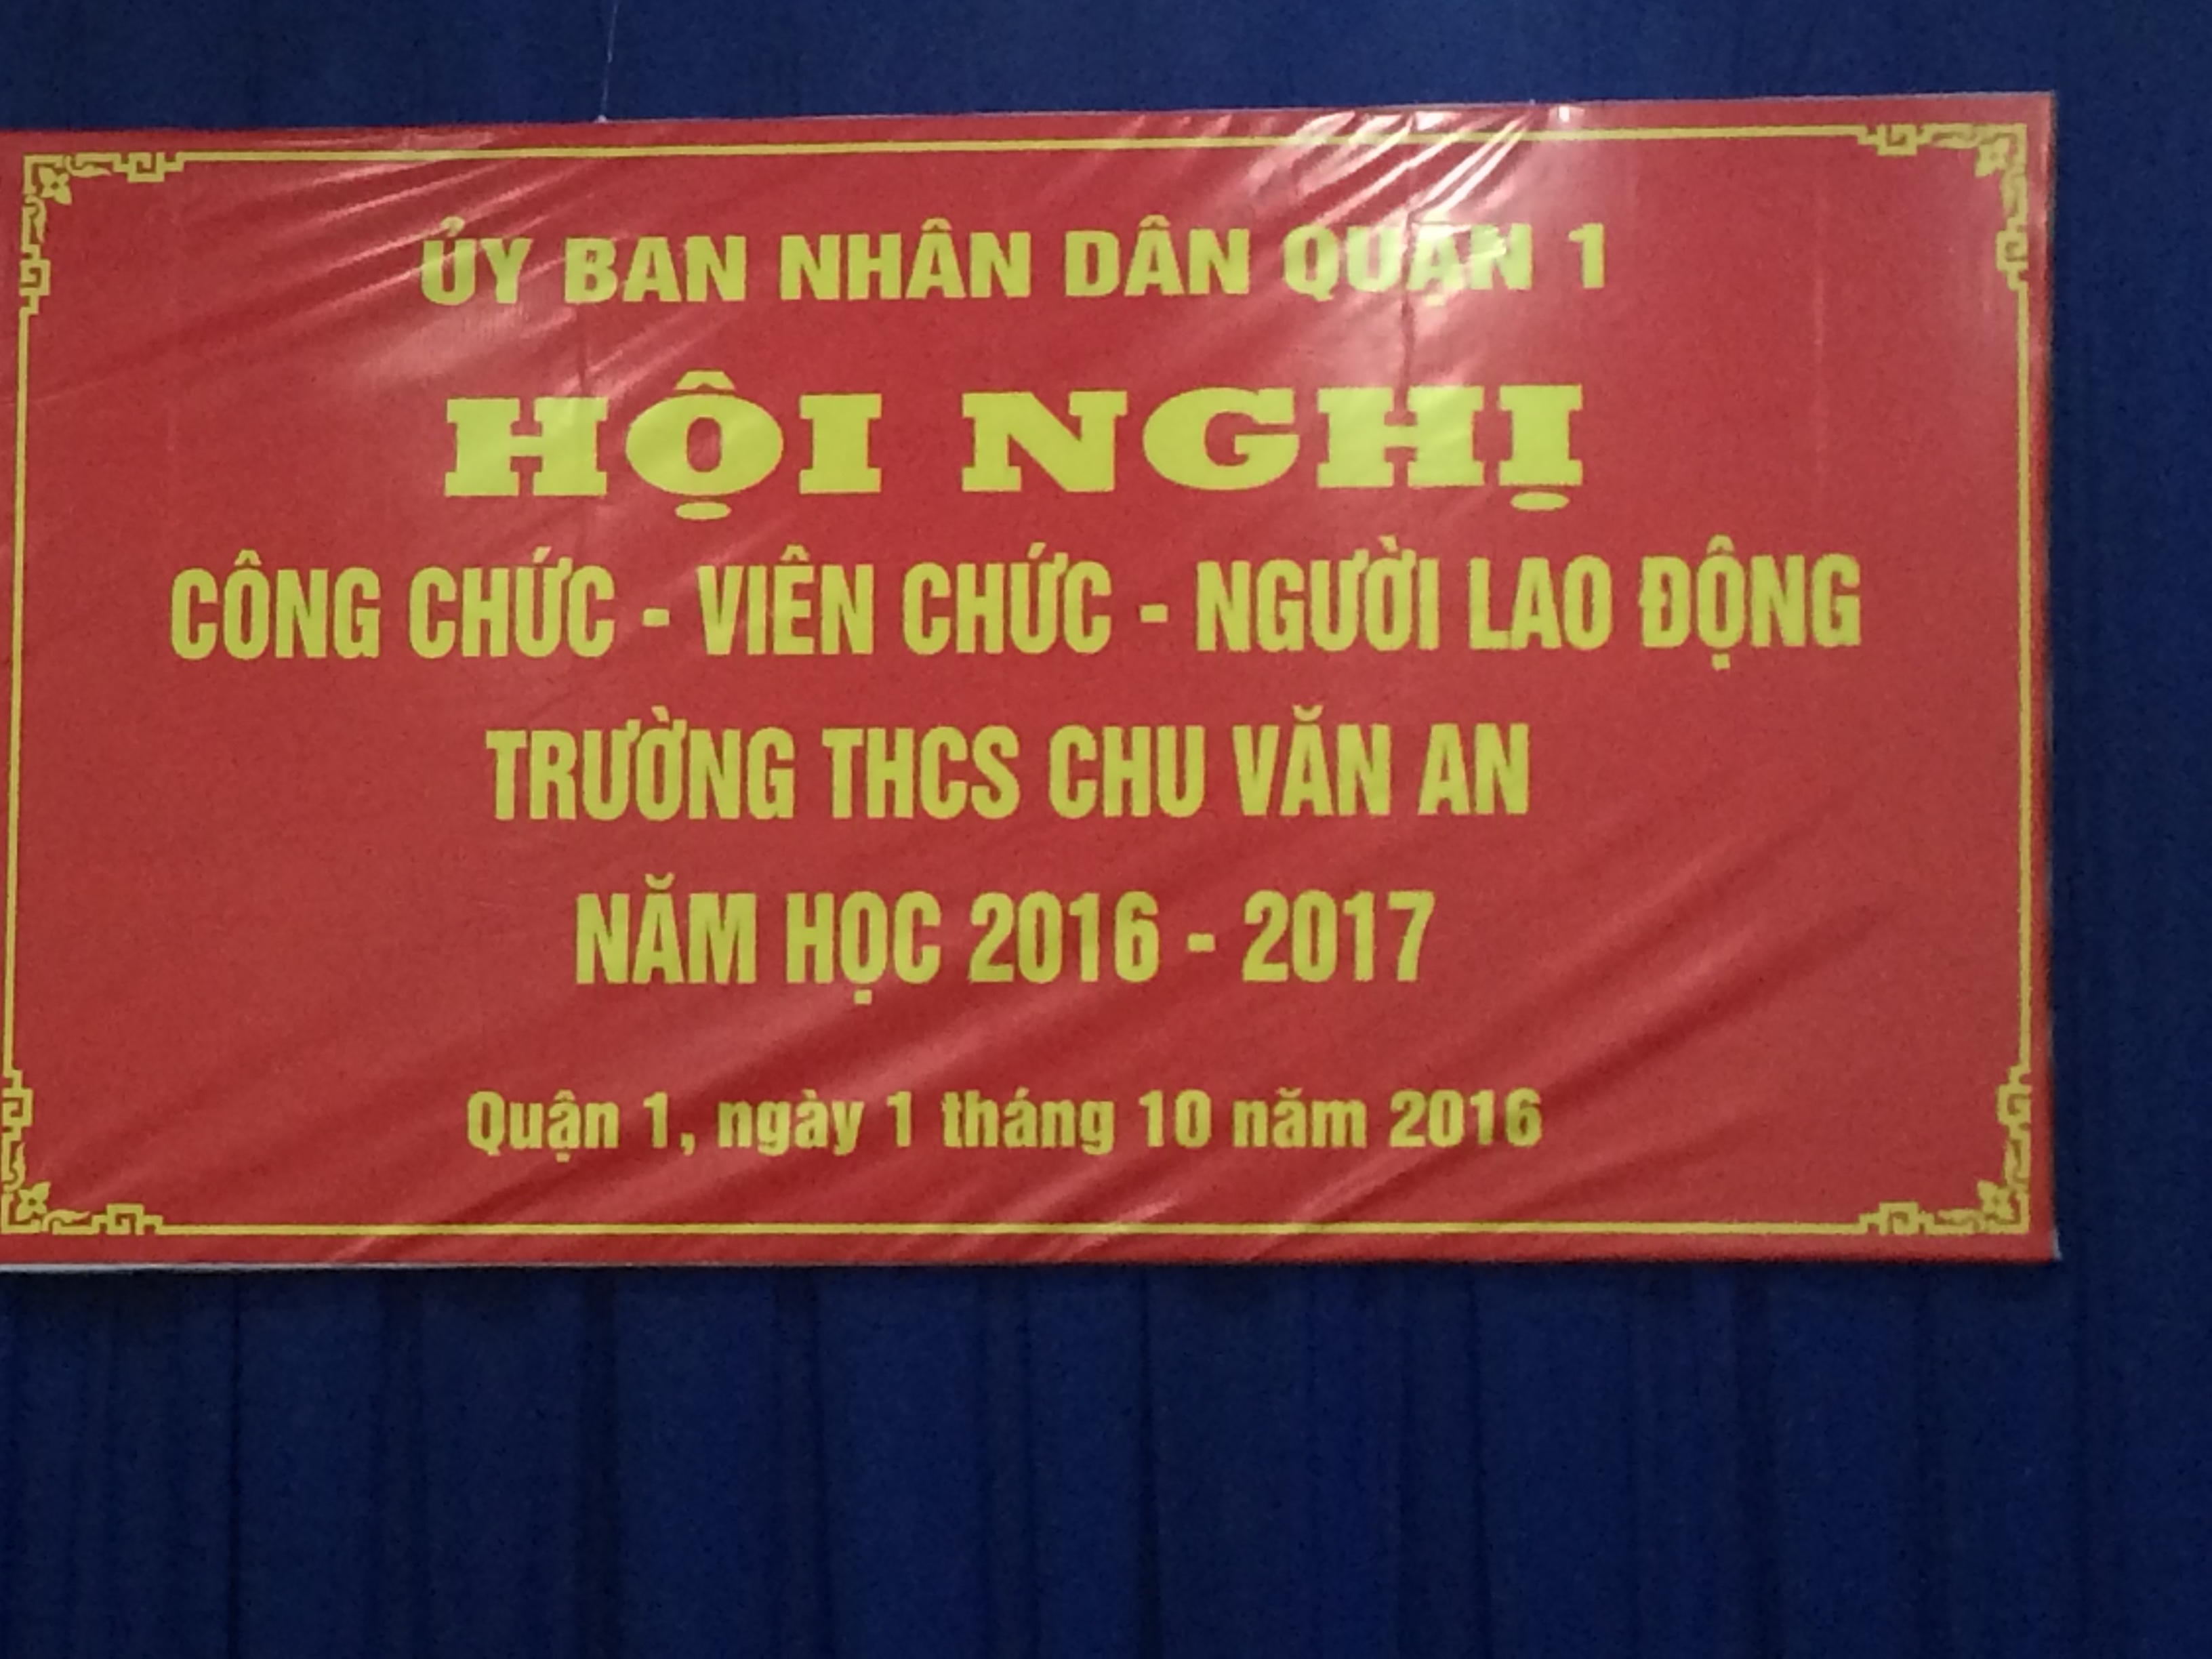 ỦY BAN NHÂN DÂN QUẬN 1
HỘI NGHỊ
CÔNG CHỨC - VIÊN CHỨC - NGƯỜI LAO ĐỘNG
TRƯỜNG THCS CHU VĂN AN
NĂM HỌC 2016 - 2017
Quận 1, ngày 1 tháng 10 năm 2016